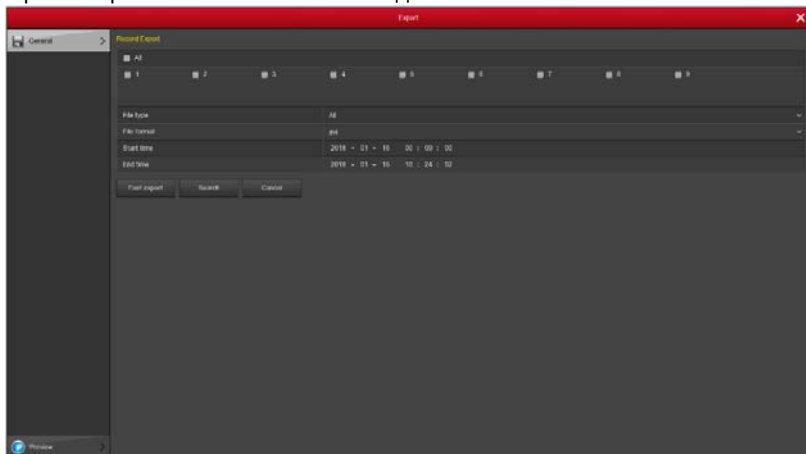 Export X
General >
Record Export
All
1 2 3 4 5 6 7 8 9
File type All
File format
Start time 2018 - 01 - 16 00 : 00 : 00
End time 2018 - 01 - 16 : 24 : 02
Fast export Search Cancel
Preview >